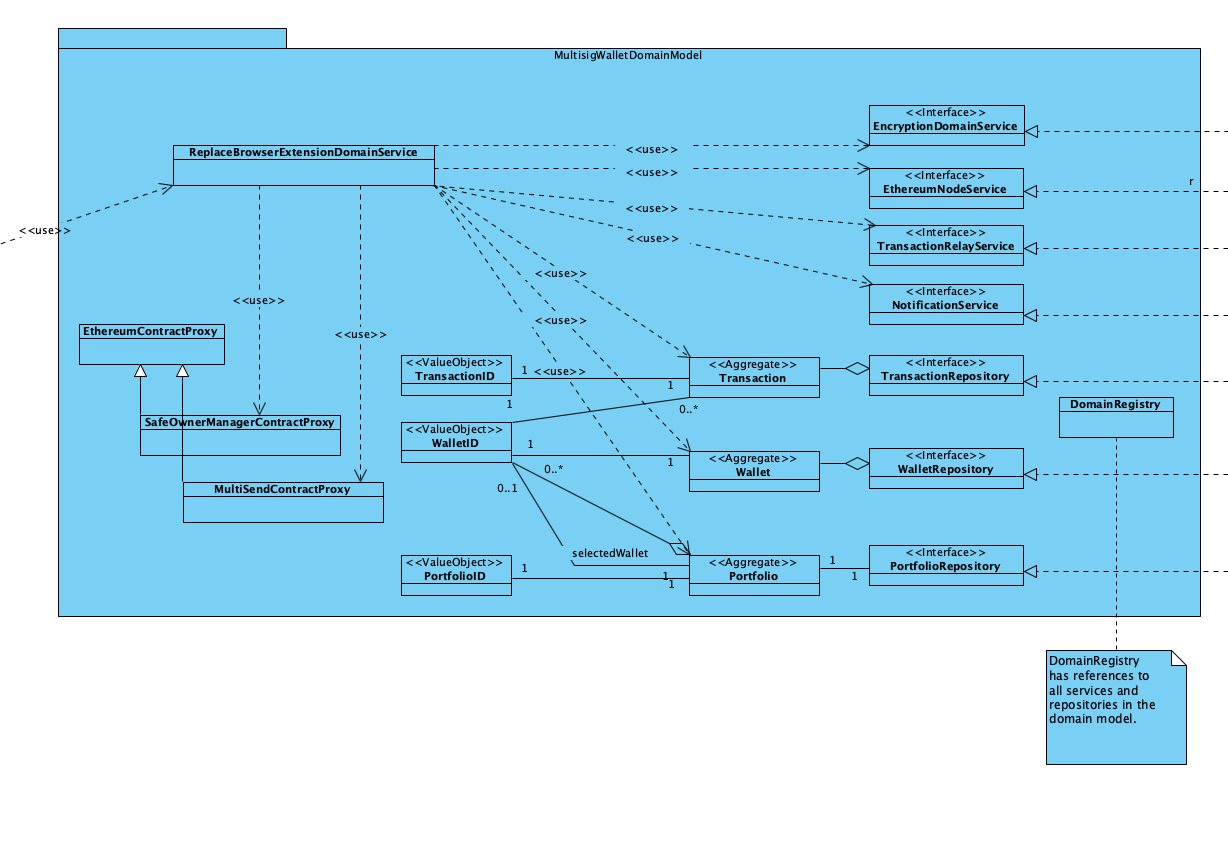 MultisigWalletDomainModel
<<Interface>>
EncryptionDomainService
ReplaceBrowserExtensionDomainService
<<use>>
<<use>>
<<Interface>>
EthereumNodeService
r
<<use>>
<<use>>
<<Interface>>
TransactionRelayService
<<use>>
<<use>>
<<Interface>>
NotificationService
<<use>>
<<use>>
<<use>>
EthereumContractProxy
<<ValueObject>>
TransactionID
1
<<use>>
1
<<Aggregate>>
Transaction
<<Interface>>
TransactionRepository
1
0..*
DomainRegistry
SafeOwnerManagerContractProxy
<<ValueObject>>
WalletID
1
0..*
1
<<Aggregate>>
Wallet
<<Interface>>
WalletRepository
MultiSendContractProxy
0..1
selectedWallet
<<ValueObject>>
PortfolioID
1
1
1
<<Aggregate>>
Portfolio
1
1
<<Interface>>
PortfolioRepository
DomainRegistry
has references to
all services and
repositories in the
domain model.